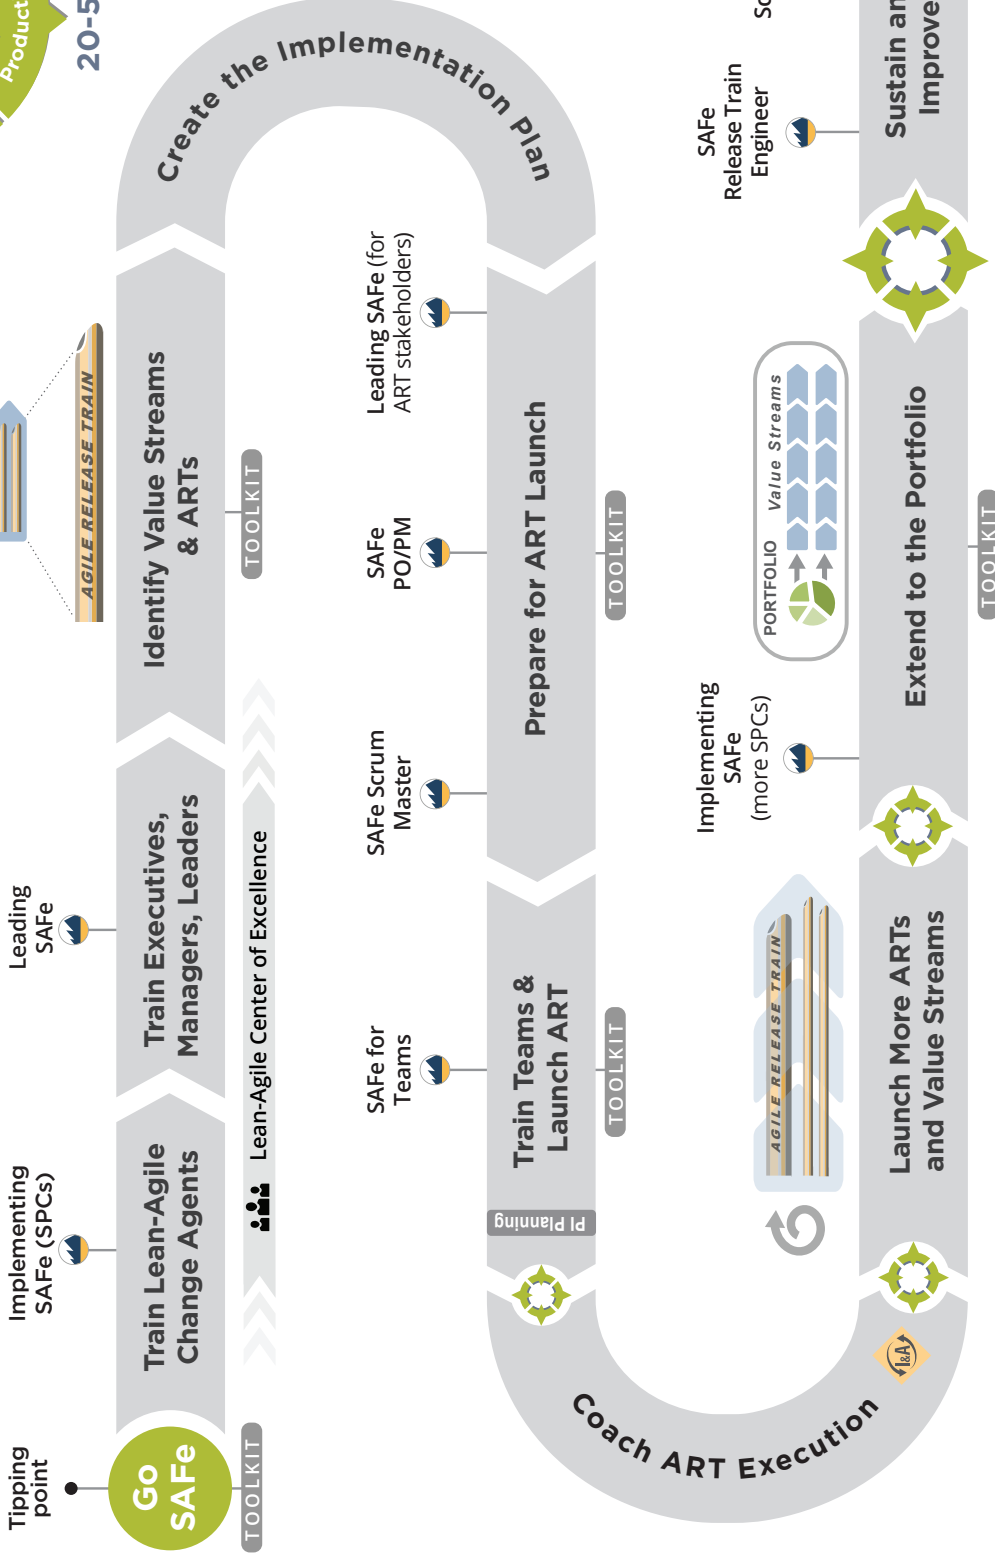 Product
20-5
Tipping
point
Go
SAFe
TOOLKIT
Implementing
SAFe (SPCs)
Train Lean-Agile
Change Agents
Leading
SAFe
Train Executives,
Managers, Leaders
Lean-Agile Center of Excellence
AGILE RELEASE TRAIN
Identify Value Streams
& ARTs
TOOLKIT
Create the Implementation Plan
Leading SAFe (for
ART stakeholders)
SAFe
PO/PM
SAFe Scrum
Master
Prepare for ART Launch
TOOLKIT
SAFe for
Teams
Train Teams &
Launch ART
TOOLKIT
PI Planning
Coach ART Execution
I&A
AGILE RELEASE TRAIN
Launch More ARTs
and Value Streams
Implementing
SAFe
(more SPCs)
PORTFOLIO
Value Streams
Extend to the Portfolio
TOOLKIT
SAFe
Release Train
Engineer
Sustain an
Improve
Sc